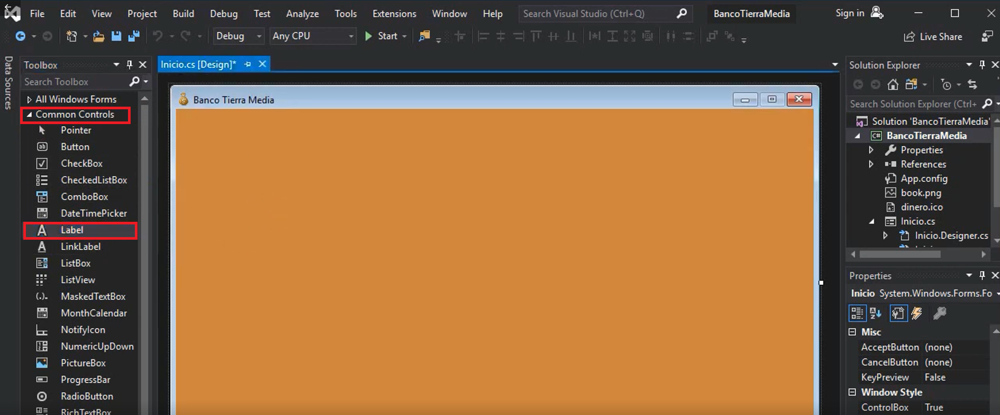 File Edit View Project Build Debug Test Analyze Tools Extensions Window Help Search Visual Studio (Ctrl+Q) BancoTierraMedia Sign in
Debug Any CPU Start Live Share
Data Sources
Toolbox
Search Toolbox
All Windows Forms
Common Controls
Pointer
Button
CheckBox
CheckedListBox
ComboBox
DateTimePicker
Label
LinkLabel
ListBox
ListView
MaskedTextBox
MonthCalendar
NotifyIcon
NumericUpDown
PictureBox
ProgressBar
RadioButton
RichTextBox
Inicio.cs [Design]*
Banco Tierra Media
Solution Explorer
Search Solution Explorer (Ctrl+
Solution 'BancoTierraMedia'
C# BancoTierraMedia
Properties
References
App.config
book.png
dinero.ico
Inicio.cs
Inicio.Designer.cs
Properties
Inicio System.Windows.Forms.Fo
Misc
AcceptButton (none)
CancelButton (none)
KeyPreview False
Window Style
ControlBox True